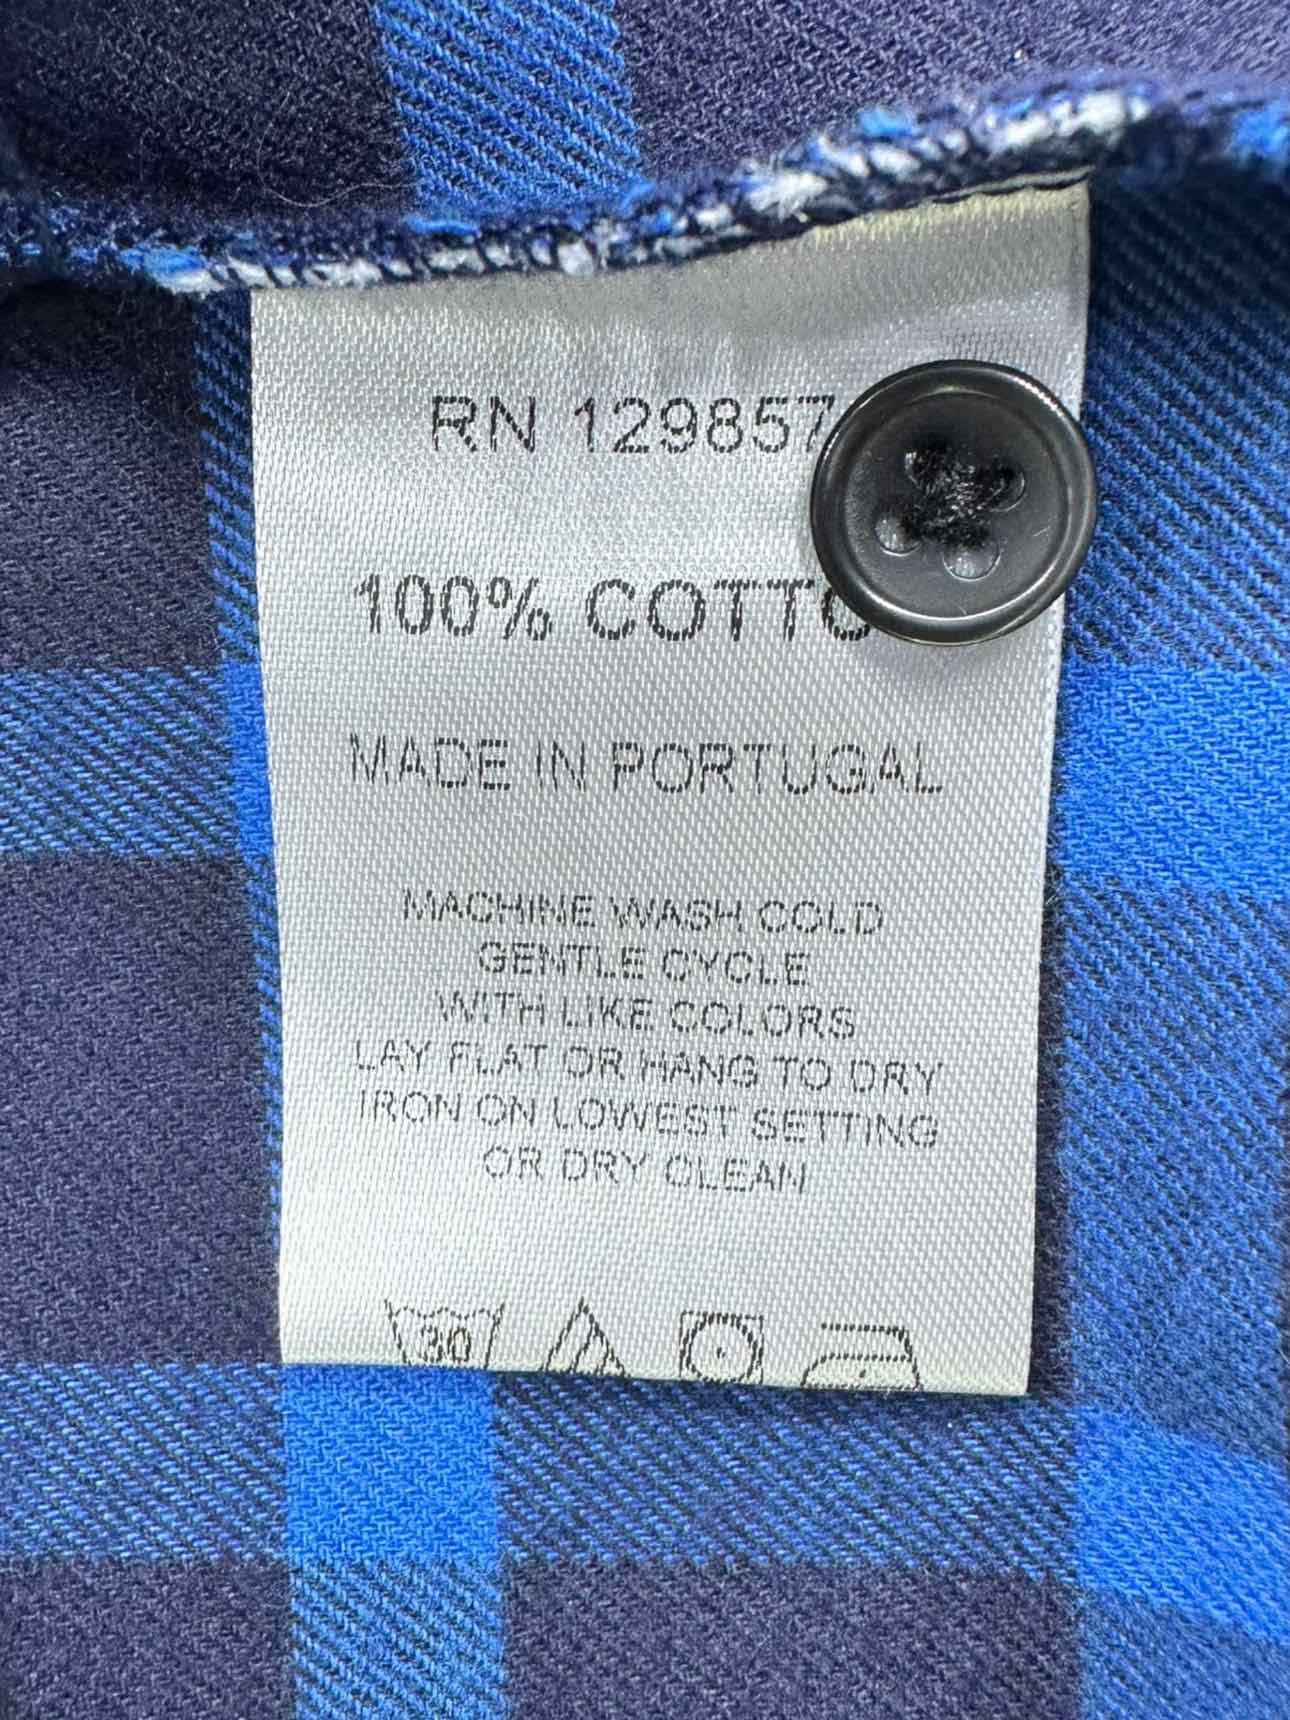 RN 129857
100% COTTO
MADE IN PORTUGAL
MACHINE WASH COLD
GENTLE CYCLE
WITH LIKE COLORS
LAY FLAT OR HANG TO DRY
IRON ON LOWEST SETTING
OR DRY CLEAN
30